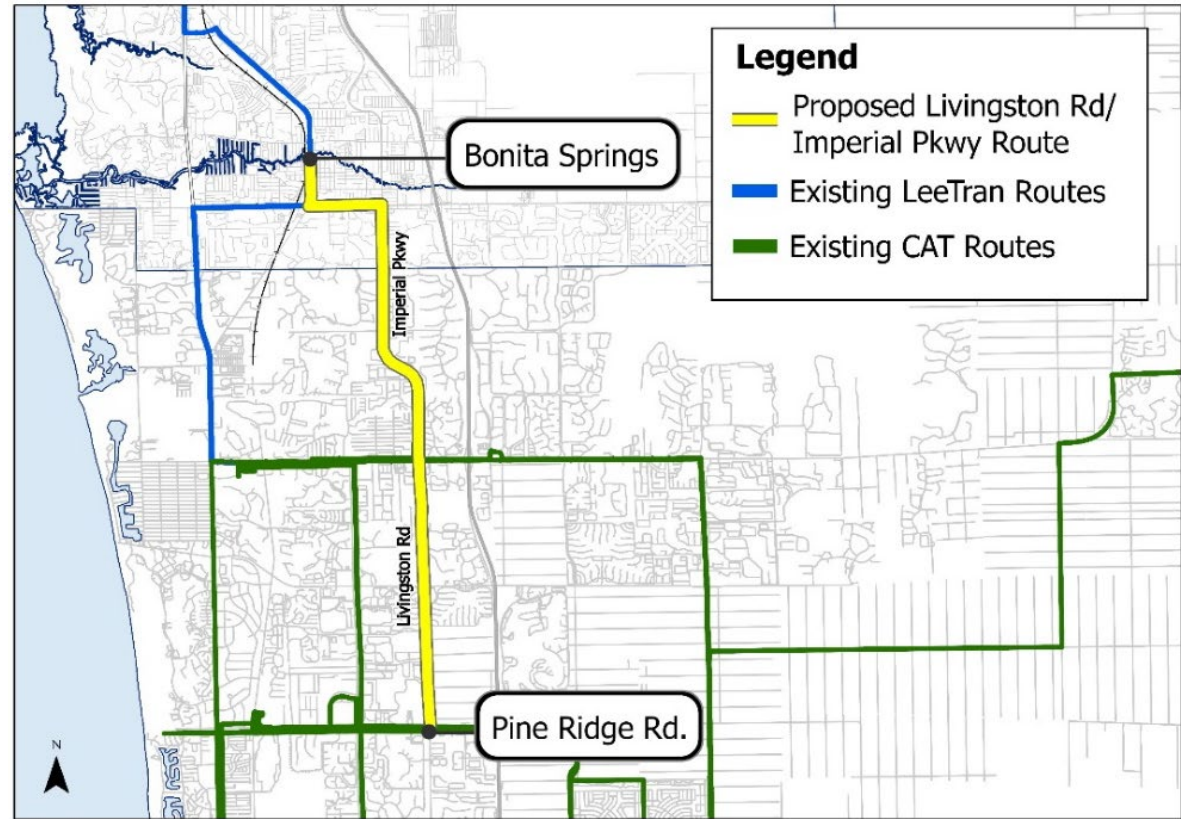 Legend
Proposed Livingston Rd/
Imperial Pkwy Route
Existing LeeTran Routes
Existing CAT Routes
Bonita Springs
Imperial Pkwy
Livingston Rd
Pine Ridge Rd.
N